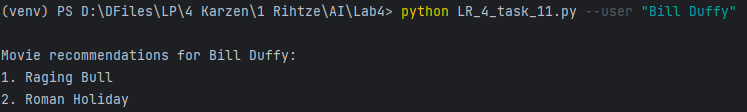 (venv) PS D:\DFiles\LP\4 Karzen\1 Rihtze\AI\Lab4> python LR_4_task_11.py --user "Bill Duffy"
Movie recommendations for Bill Duffy:
1. Raging Bull
2. Roman Holiday